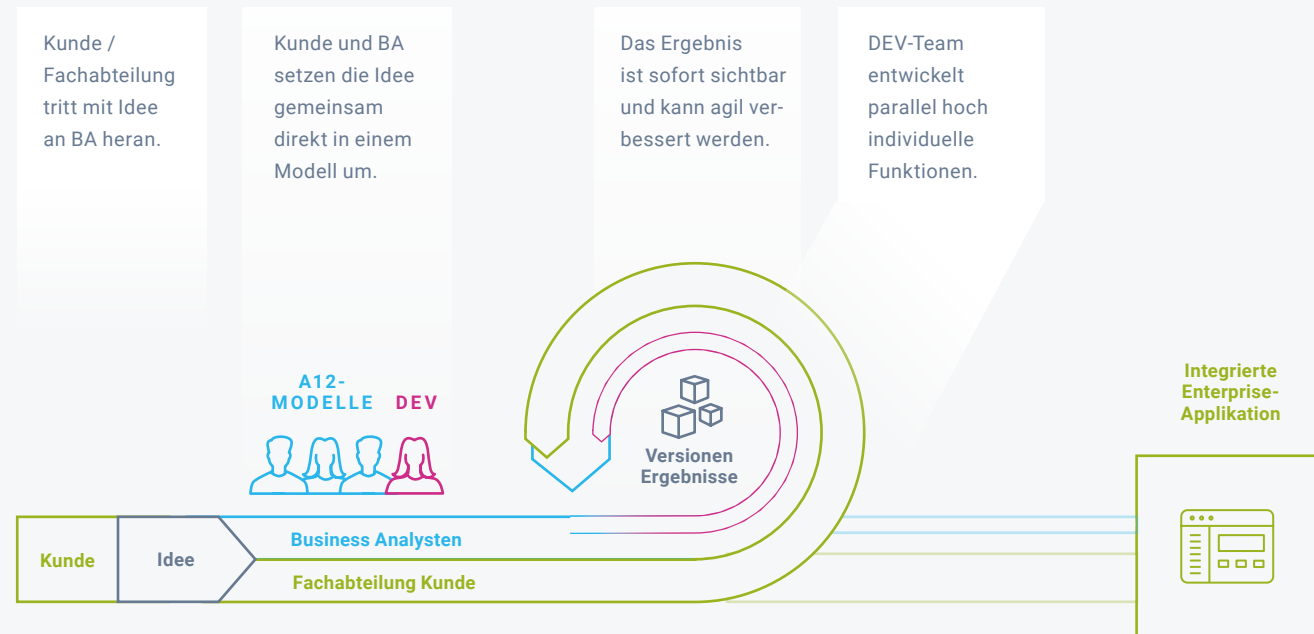 Kunde /
Fachabteilung
tritt mit Idee
an BA heran.
Kunde und BA
setzen die Idee
gemeinsam
direkt in einem
Modell um.
Das Ergebnis
ist sofort sichtbar
und kann agil ver-
bessert werden.
DEV-Team
entwickelt
parallel hoch
individuelle
Funktionen.
A12-
MODELLE
DEV
Versionen
Ergebnisse
Integrierte
Enterprise-
Applikation
Kunde
Idee
Business Analysten
Fachabteilung Kunde